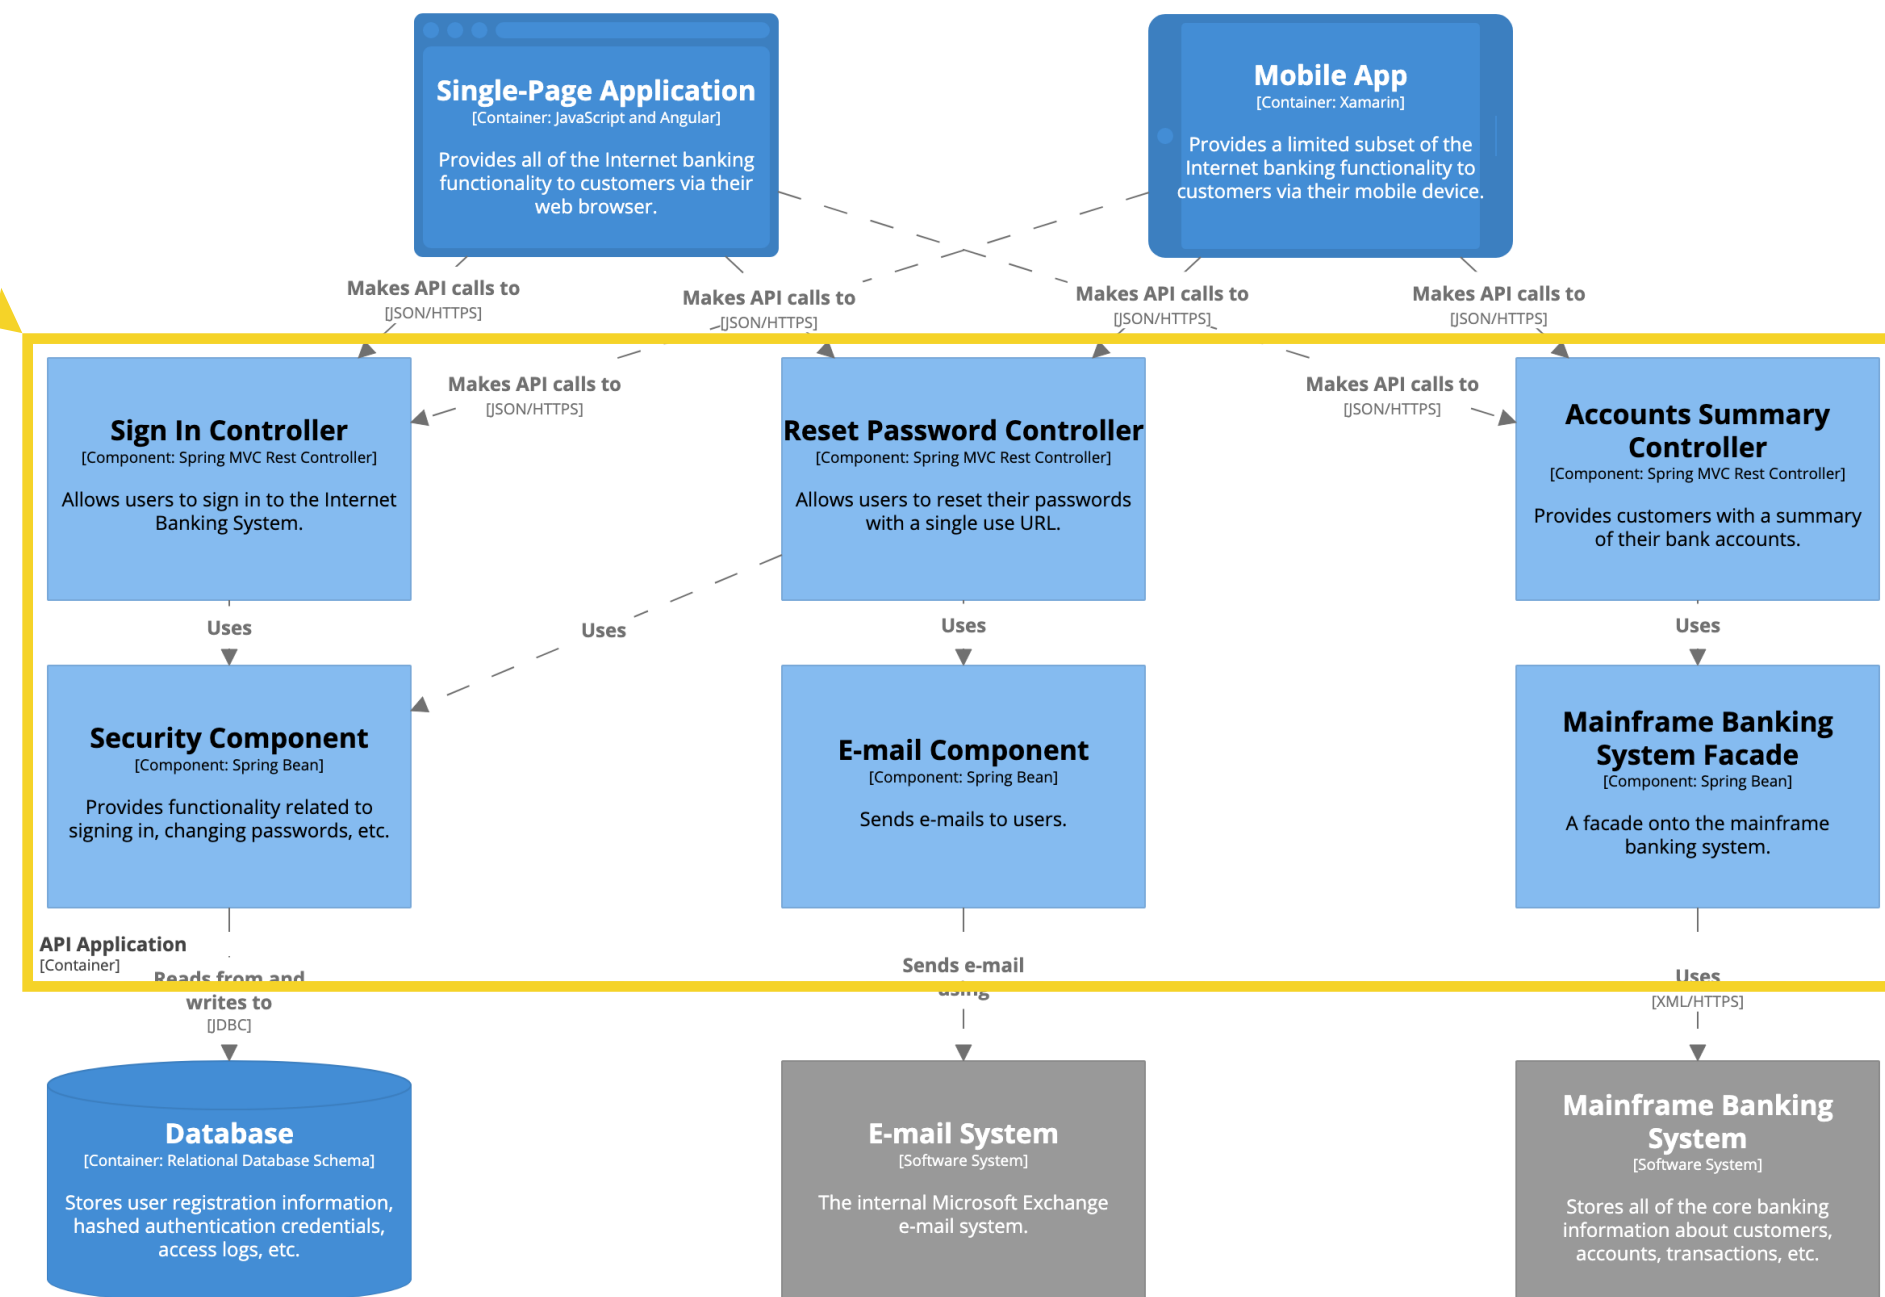 Single-Page Application
[Container: JavaScript and Angular]
Provides all of the Internet banking
functionality to customers via their
web browser.
Mobile App
[Container: Xamarin]
Provides a limited subset of the
Internet banking functionality to
customers via their mobile device.
Makes API calls to
[JSON/HTTPS]
Makes API calls to
[JSON/HTTPS]
Makes API calls to
[JSON/HTTPS]
Makes API calls to
[JSON/HTTPS]
Makes API calls to
[JSON/HTTPS]
Makes API calls to
[JSON/HTTPS]
Sign In Controller
[Component: Spring MVC Rest Controller]
Allows users to sign in to the Internet
Banking System.
Reset Password Controller
[Component: Spring MVC Rest Controller]
Allows users to reset their passwords
with a single use URL.
Accounts Summary
Controller
[Component: Spring MVC Rest Controller]
Provides customers with a summary
of their bank accounts.
Uses
Uses
Uses
Uses
Security Component
[Component: Spring Bean]
Provides functionality related to
signing in, changing passwords, etc.
E-mail Component
[Component: Spring Bean]
Sends e-mails to users.
Mainframe Banking
System Facade
[Component: Spring Bean]
A facade onto the mainframe
banking system.
API Application
[Container]
Reads from and
writes to
[JDBC]
Sends e-mail
using
Uses
[XML/HTTPS]
Database
[Container: Relational Database Schema]
Stores user registration information,
hashed authentication credentials,
access logs, etc.
E-mail System
[Software System]
The internal Microsoft Exchange
e-mail system.
Mainframe Banking
System
[Software System]
Stores all of the core banking
information about customers,
accounts, transactions, etc.